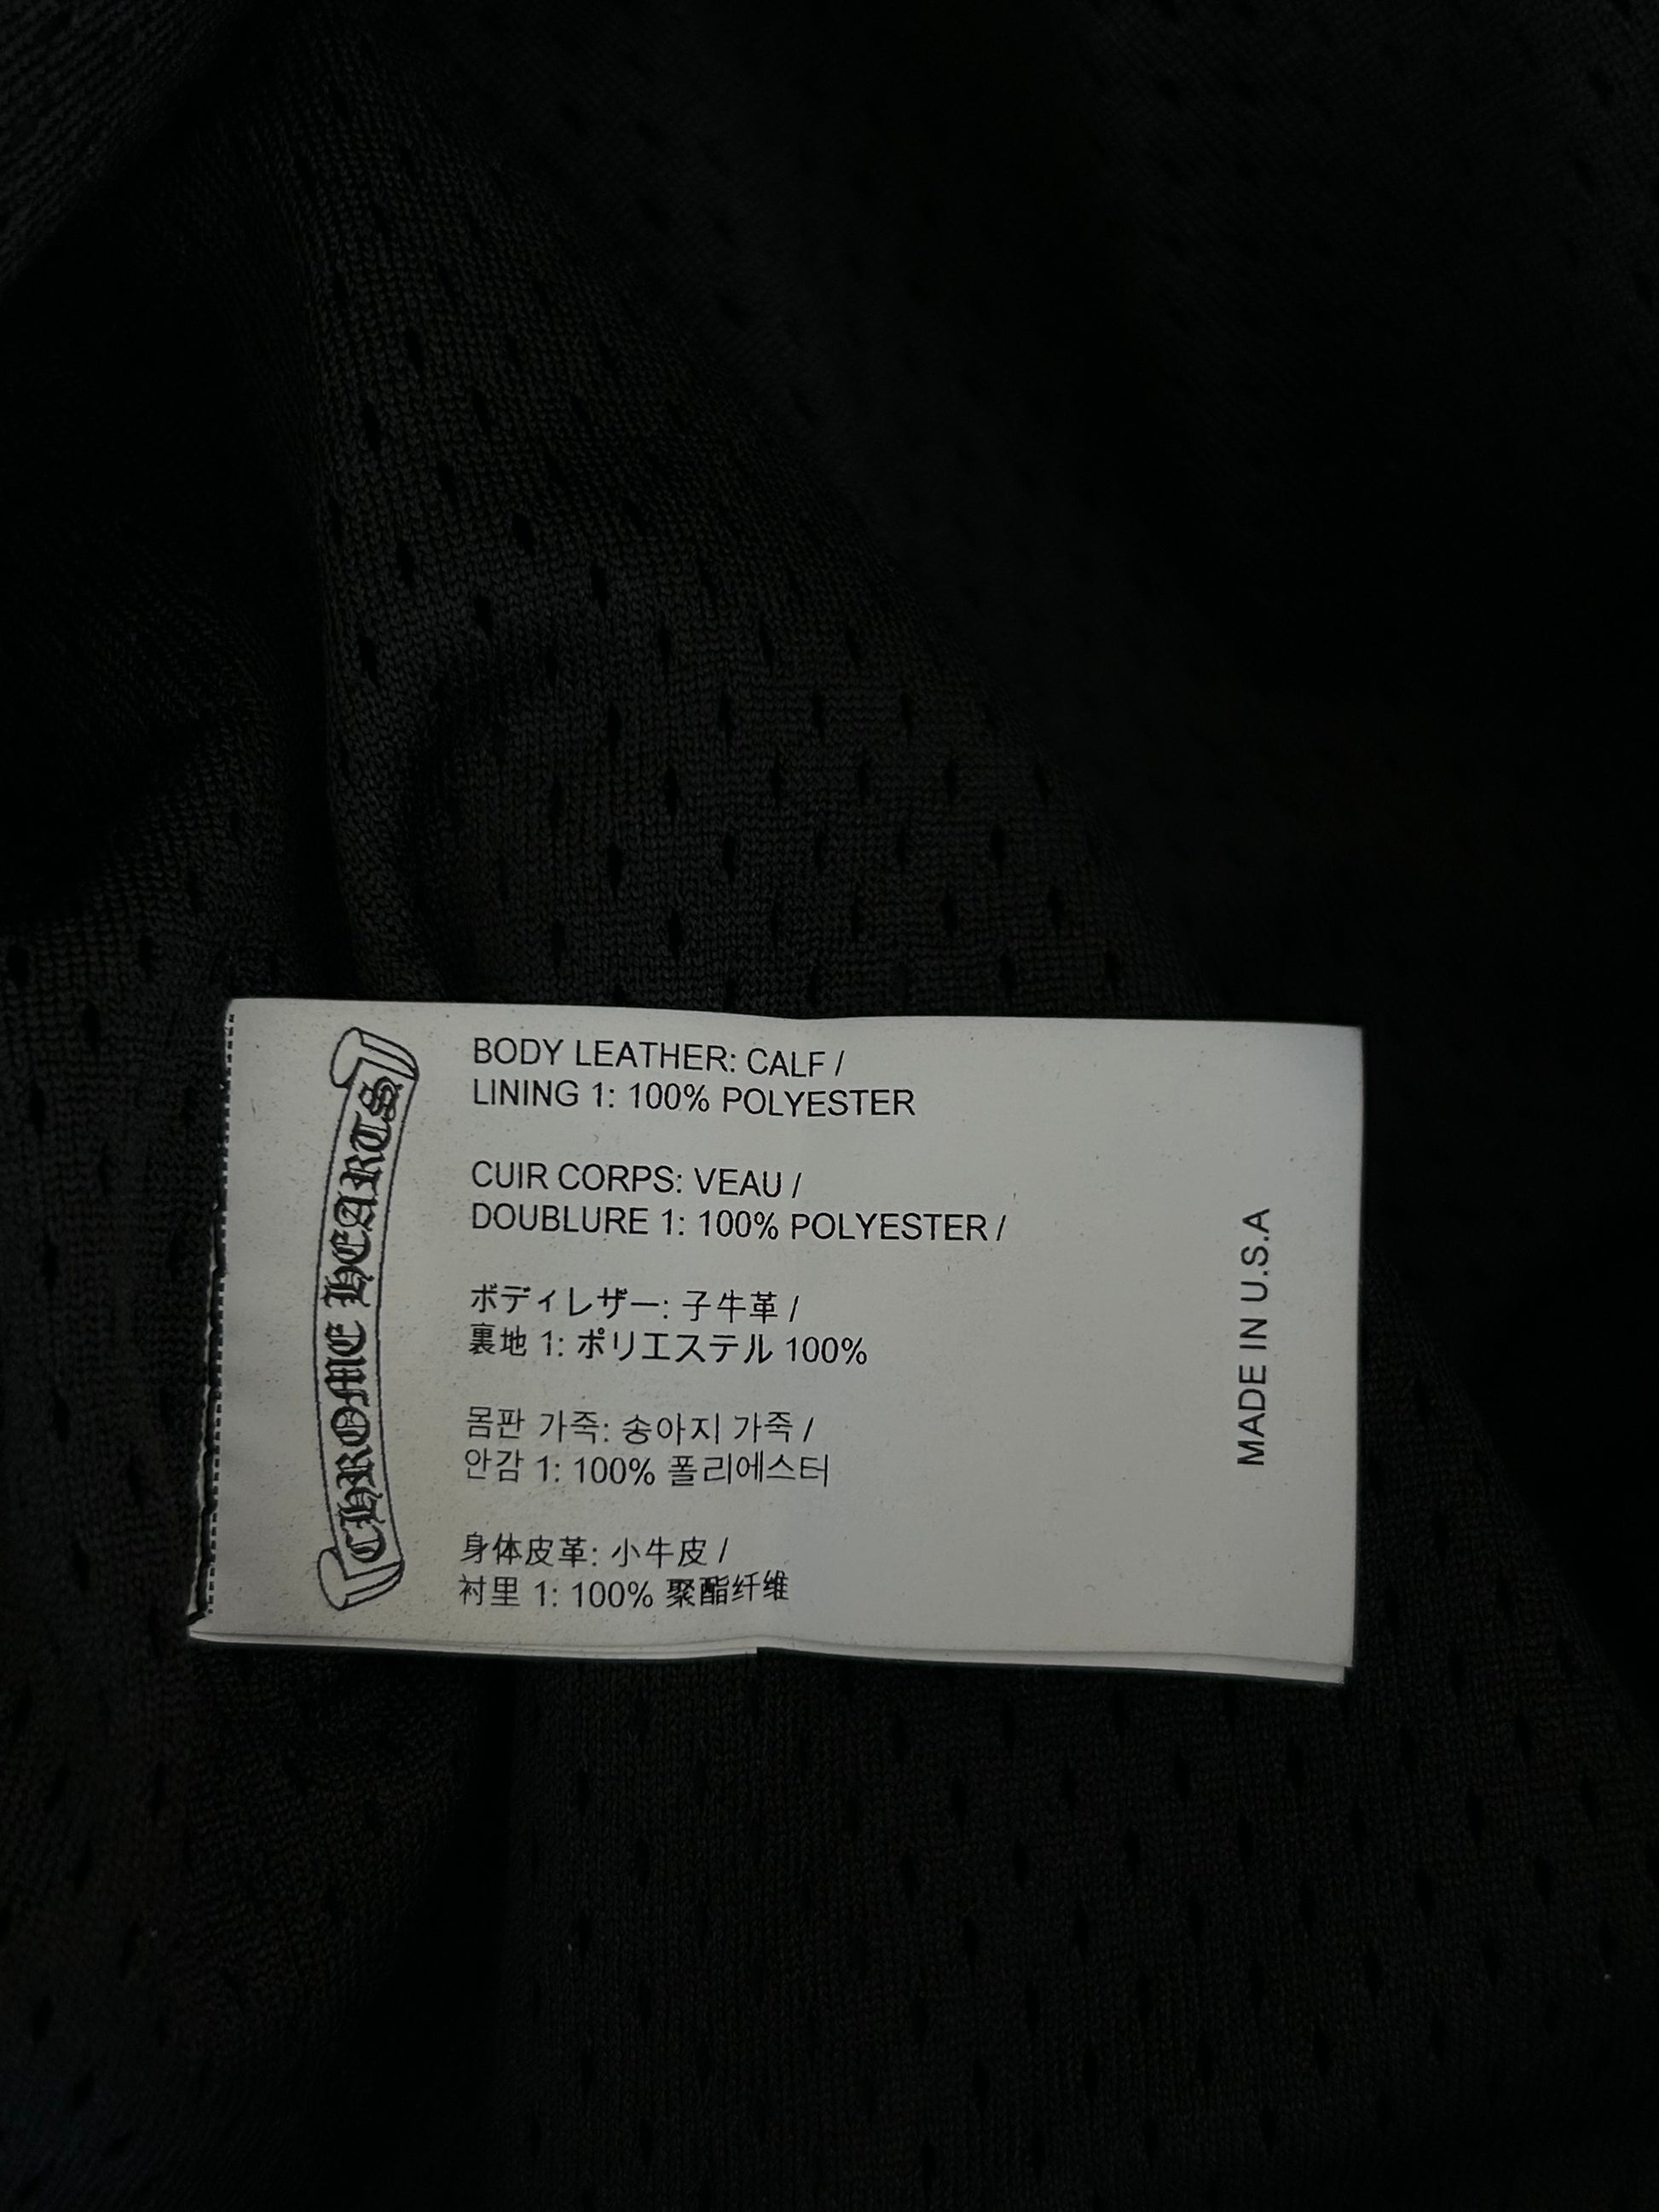 CHROME HEARTS
BODY LEATHER: CALF /
LINING 1: 100% POLYESTER
CUIR CORPS: VEAU /
DOUBLURE 1: 100% POLYESTER /
ボディレザー: 子牛革 /
裏地 1: ポリエステル 100%
몸판 가죽: 송아지 가죽 /
안감 1: 100% 폴리에스터
身体皮革: 小牛皮 /
衬里 1: 100% 聚酯纤维
MADE IN U.S.A